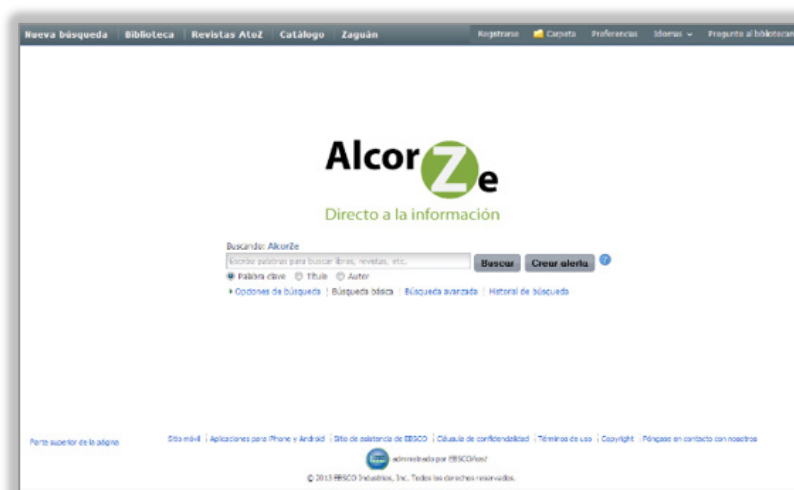 Nueva búsqueda | Biblioteca | Revistas AtoZ | Catálogo | Zaguán Registrarse Carpeta Preferencias Idiomas Pregunte al bibliotecario
AlcorZe
Directo a la información
Buscando: AlcorZe
Escriba palabras para buscar libros, revistas, etc. Buscar Crear alerta ?
Palabra clave Título Autor
Opciones de búsqueda | Búsqueda básica | Búsqueda avanzada | Historial de búsqueda
Parte superior de la página Sitio móvil | Aplicaciones para iPhone y Android | Sitio de asistencia de EBSCO | Cláusula de confidencialidad | Términos de uso | Copyright | Póngase en contacto con nosotros
administrada por EBSCOhost
© 2013 EBSCO Industries, Inc. Todos los derechos reservados.